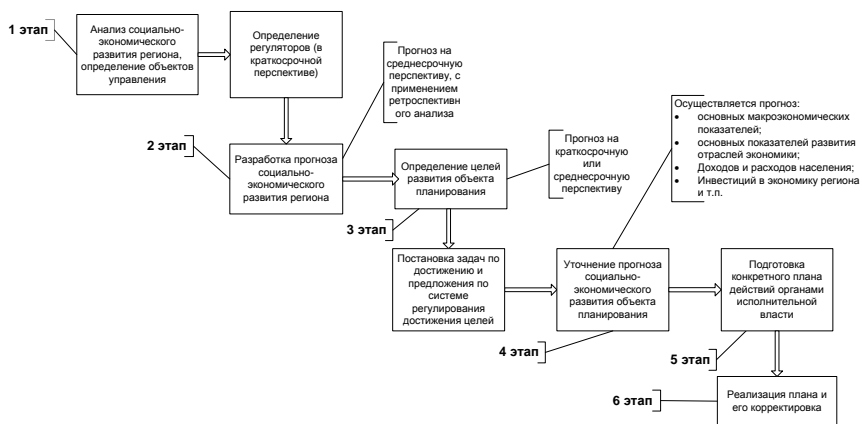 1 этап
Анализ социально-
экономического
развития региона,
определение объектов
управления
Определение
регуляторов (в
краткосрочной
перспективе)
Прогноз на
среднесрочную
перспективу, с
применением
ретроспективн
ого анализа
2 этап
Разработка прогноза
социально-
экономического
развития региона
Определение целей
развития объекта
планирования
Прогноз на
краткосрочную
или
среднесрочную
перспективу
Осуществляется прогноз:
• основных макроэкономических
показателей;
• основных показателей развития
отраслей экономики;
• Доходов и расходов населения;
• Инвестиций в экономику региона
и т.п.
3 этап
Постановка задач по
достижению и
предложения по
системе
регулирования
достижения целей
Уточнение прогноза
социально-
экономического
развития объекта
планирования
Подготовка
конкретного плана
действий органами
исполнительной
власти
4 этап
5 этап
6 этап
Реализация плана и
его корректировка